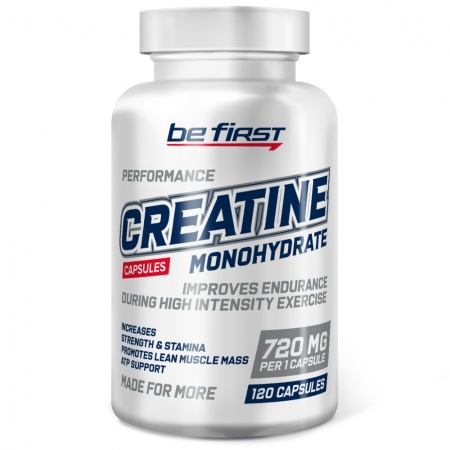 be first
PERFORMANCE
CREATINE
CAPSULES
MONOHYDRATE
IMPROVES ENDURANCE
DURING HIGH INTENSITY EXERCISE
INCREASES
STRENGTH & STAMINA
PROMOTES LEAN MUSCLE MASS
ATP SUPPORT
MADE FOR MORE
720 MG
PER 1 CAPSULE
120 CAPSULES